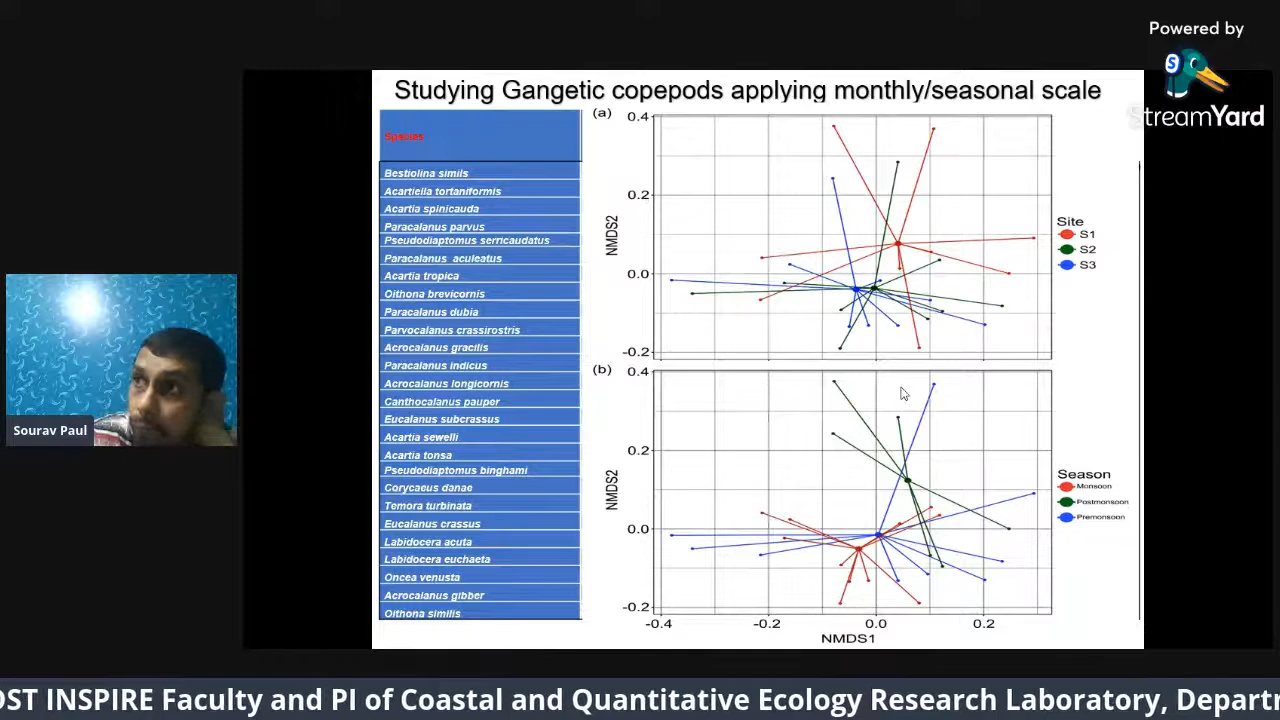 Powered by
StreamYard
Studying Gangetic copepods applying monthly/seasonal scale
Species
Bestiolina similis
Acartiella tortaniformis
Acartia spinicauda
Paracalanus parvus
Pseudodiaptomus serricaudatus
Paracalanus aculeatus
Acartia tropica
Oithona brevicornis
Paracalanus dubia
Parvocalanus crassirostris
Acrocalanus gracilis
Paracalanus indicus
Acrocalanus longicornis
Canthocalanus pauper
Eucalanus subcrassus
Acartia sewelli
Acartia tonsa
Pseudodiaptomus binghami
Corycaeus danae
Temora turbinata
Eucalanus crassus
Labidocera acuta
Labidocera euchaeta
Oncea venusta
Acrocalanus gibber
Oithona similis
(a)
0.4
0.2
0.0
-0.2
NMDS2
Site
S1
S2
S3
(b)
0.4
0.2
0.0
-0.2
NMDS2
-0.4
-0.2
0.0
0.2
NMDS1
Season
Monsoon
Postmonsoon
Premonsoon
Sourav Paul
OST INSPIRE Faculty and PI of Coastal and Quantitative Ecology Research Laboratory, Departr